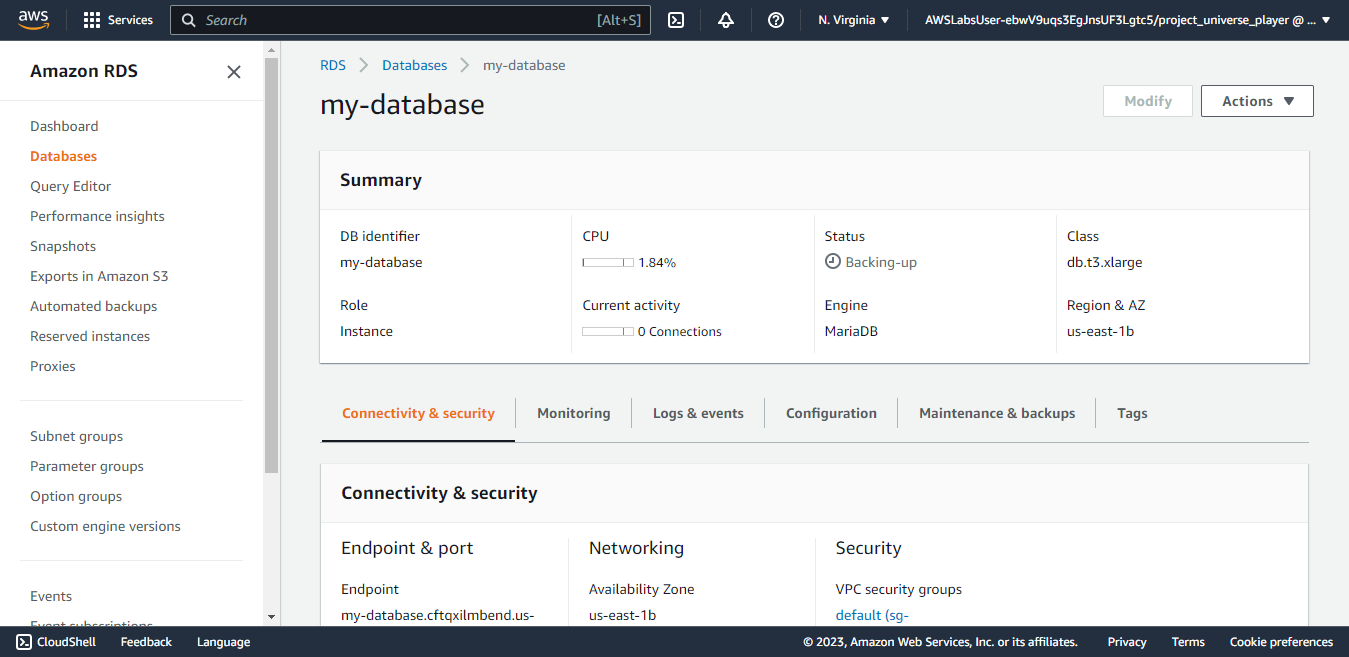 aws
Services
Search
[Alt+S]
N. Virginia
AWSLabsUser-ebwV9uqs3EgJnsUF3Lgtc5/project_universe_player @ ...
Amazon RDS
Dashboard
Databases
Query Editor
Performance insights
Snapshots
Exports in Amazon S3
Automated backups
Reserved instances
Proxies
Subnet groups
Parameter groups
Option groups
Custom engine versions
Events
Event subscriptions
RDS > Databases > my-database
my-database
Modify
Actions
Summary
DB identifier
my-database
CPU
1.84%
Status
Backing-up
Class
db.t3.xlarge
Role
Instance
Current activity
0 Connections
Engine
MariaDB
Region & AZ
us-east-1b
Connectivity & security
Monitoring
Logs & events
Configuration
Maintenance & backups
Tags
Connectivity & security
Endpoint & port
Endpoint
my-database.cftqxilmbend.us-
Networking
Availability Zone
us-east-1b
Security
VPC security groups
default (sg-
CloudShell
Feedback
Language
© 2023, Amazon Web Services, Inc. or its affiliates.
Privacy
Terms
Cookie preferences